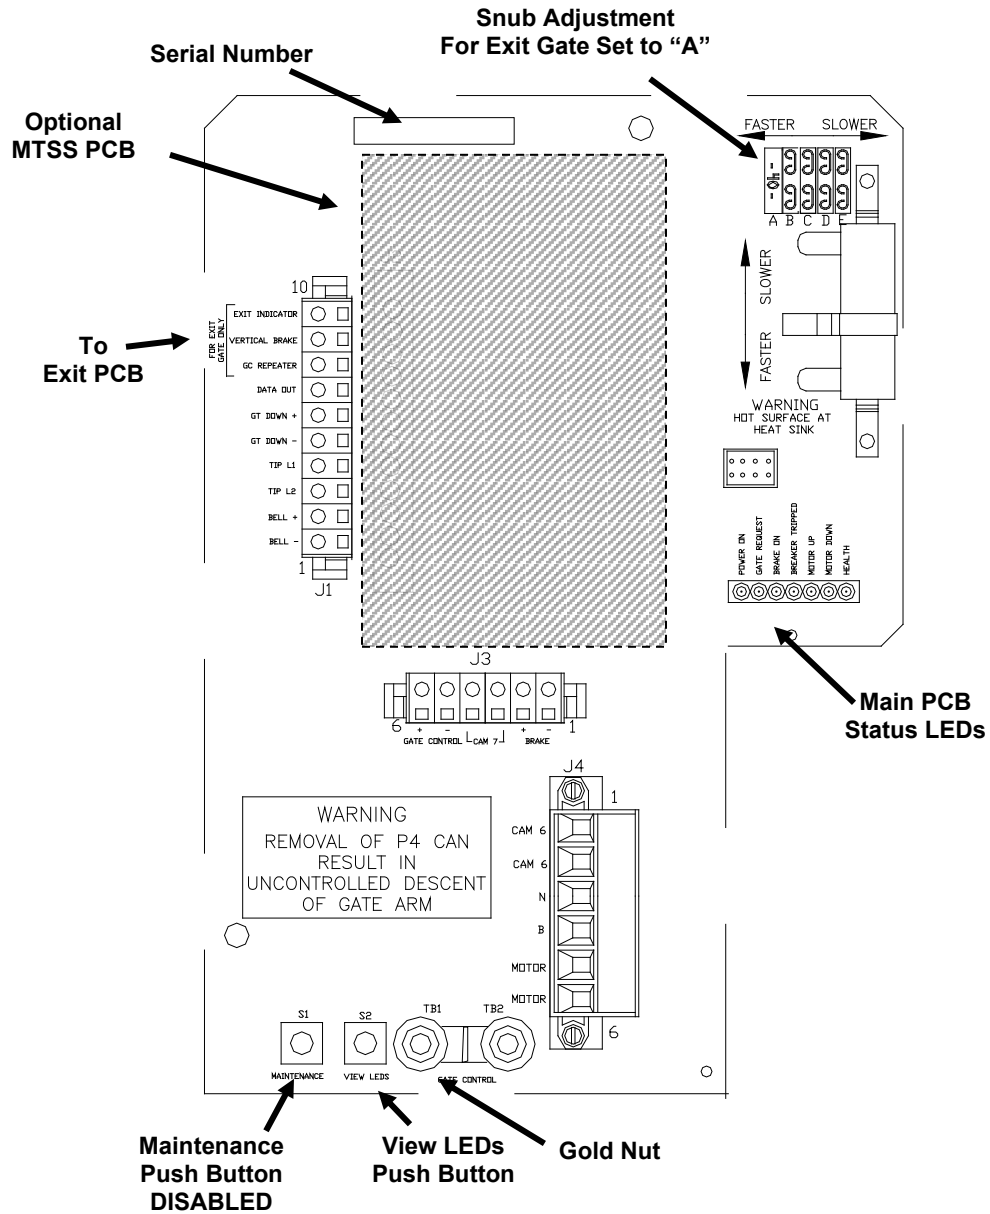 Snub Adjustment
For Exit Gate Set to “A”
Serial Number
Optional
MTSS PCB
FASTER SLOWER
A B C D E
SLOWER
FASTER
WARNING
HOT SURFACE AT
HEAT SINK
To
Exit PCB
FOR EXIT
GATE ONLY
10
EXIT INDICATOR
VERTICAL BRAKE
GC REPEATER
DATA OUT
GT DOWN +
GT DOWN -
TIP L1
TIP L2
BELL +
BELL -
1
J1
POWER ON
GATE REQUEST
BRAKE ON
BREAKER TRIPPED
MOTOR UP
MOTOR DOWN
HEALTH
Main PCB
Status LEDs
J3
6 + - + - 1
GATE CONTROL CAM 7 BRAKE
J4
1
CAM 6
CAM 6
N
B
MOTOR
MOTOR
6
WARNING
REMOVAL OF P4 CAN
RESULT IN
UNCONTROLLED DESCENT
OF GATE ARM
S1 S2 TB1 TB2
MAINTENANCE VIEW LEDS GATE CONTROL
Maintenance
Push Button
DISABLED
View LEDs
Push Button
Gold Nut